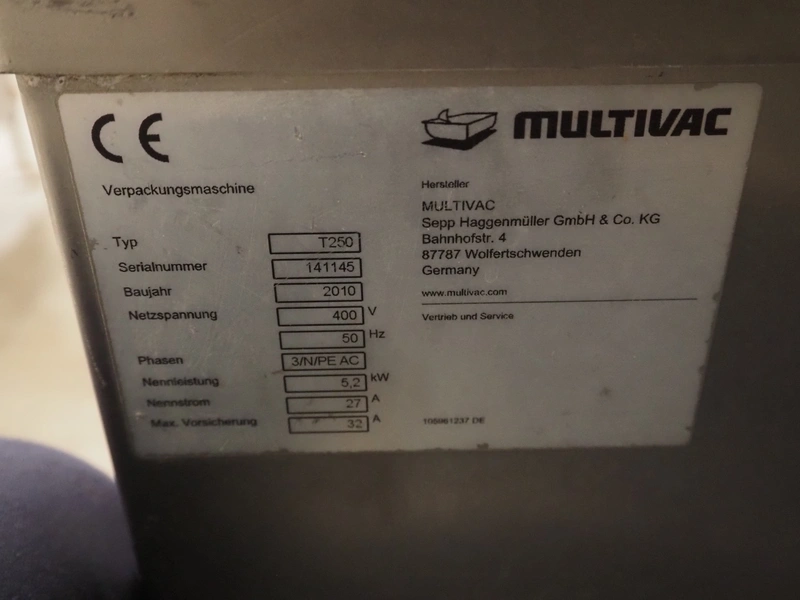 CE
MULTIVAC
Verpackungsmaschine
Typ T250
Serialnummer 141145
Baujahr 2010
Netzspannung 400 V
50 Hz
Phasen 3/N/PE AC
Nennleistung 5,2 kW
Nennstrom 27 A
Max. Vorsicherung 32 A
Hersteller
MULTIVAC
Sepp Haggenmüller GmbH & Co. KG
Bahnhofstr. 4
87787 Wolfertschwenden
Germany
www.multivac.com
Vertrieb und Service
105961237 DE